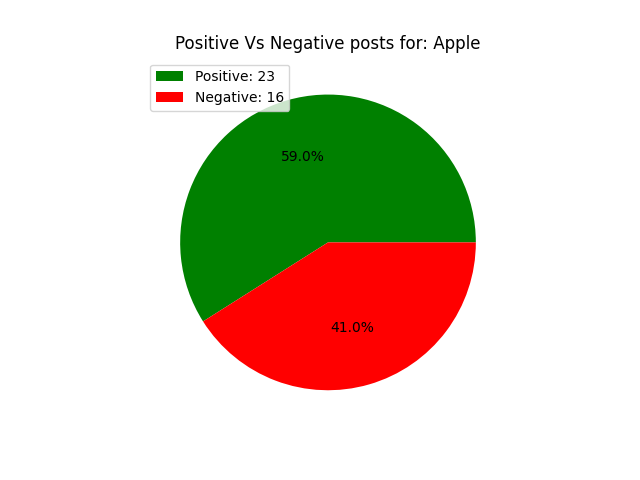 Positive Vs Negative posts for: Apple
Positive: 23
Negative: 16
59.0%
41.0%